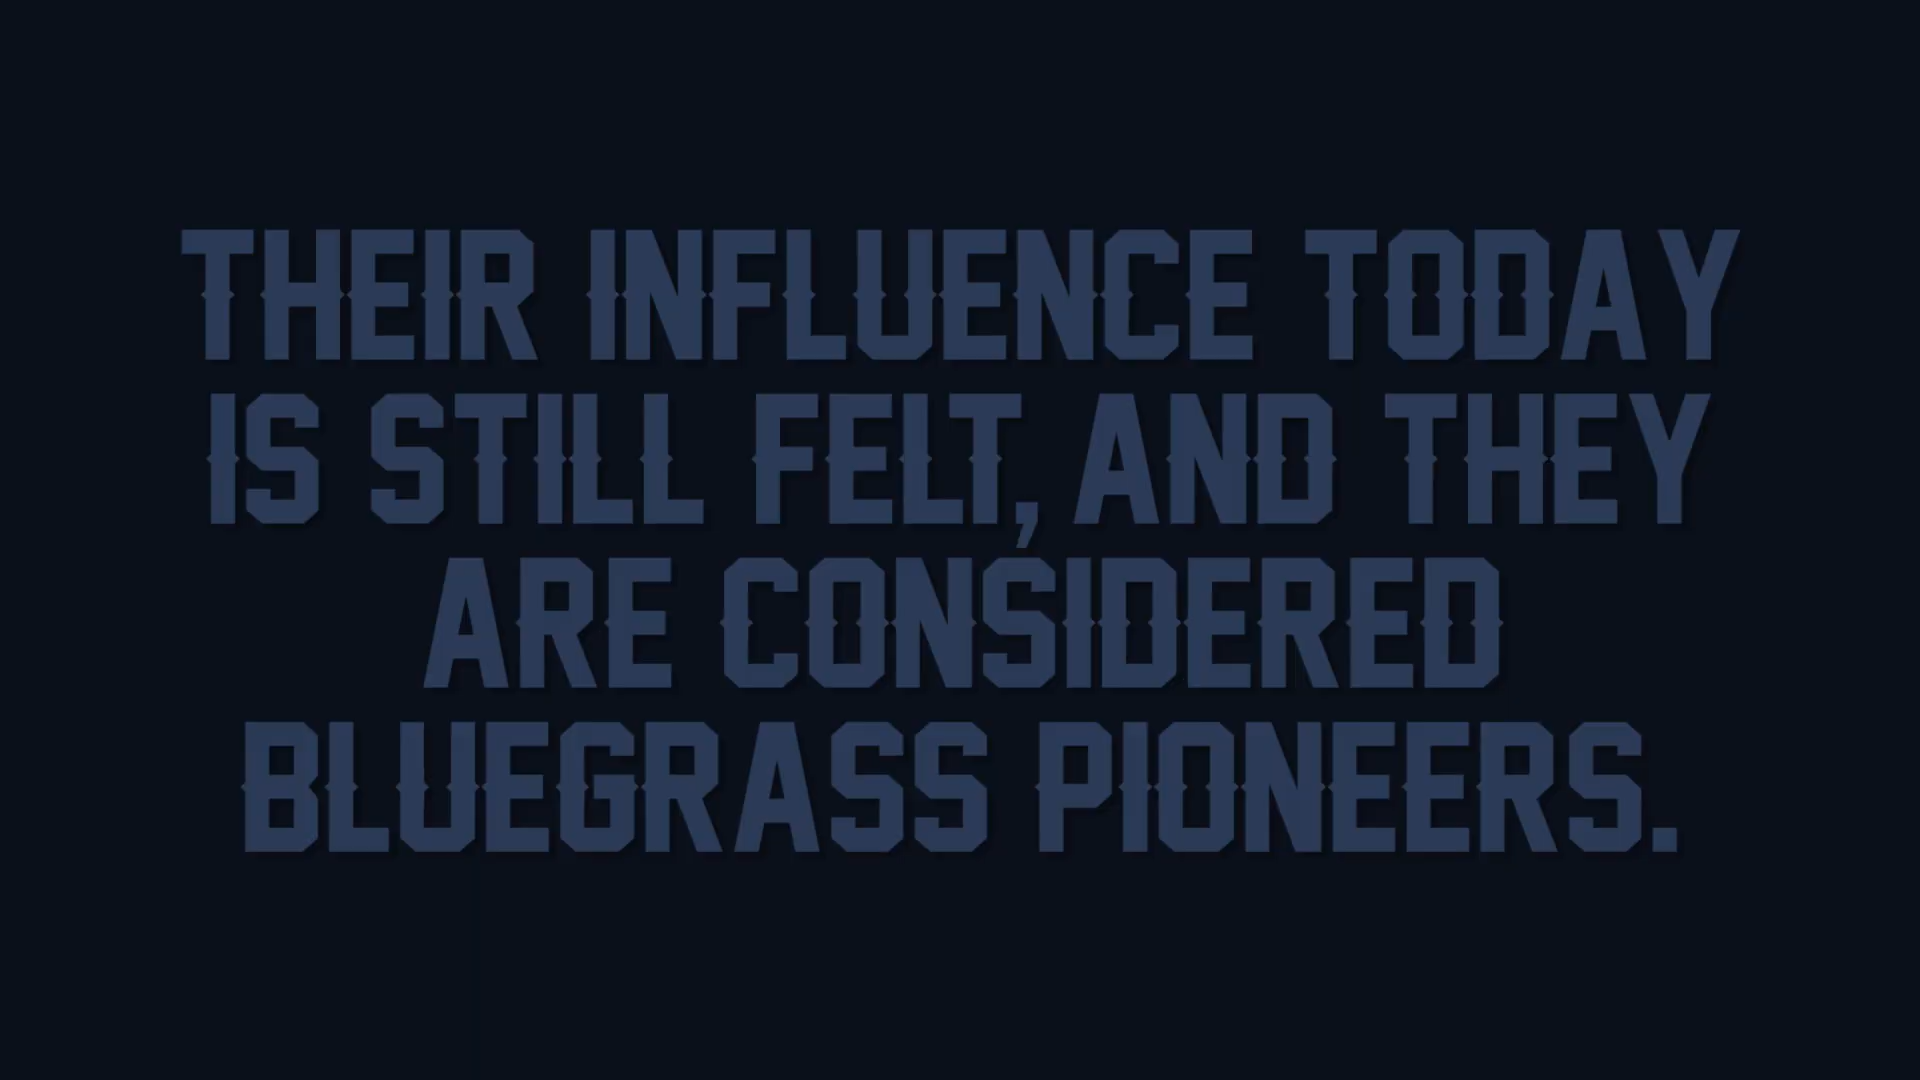 THEIR INFLUENCE TODAY
IS STILL FELT, AND THEY
ARE CONSIDERED
BLUEGRASS PIONEERS.